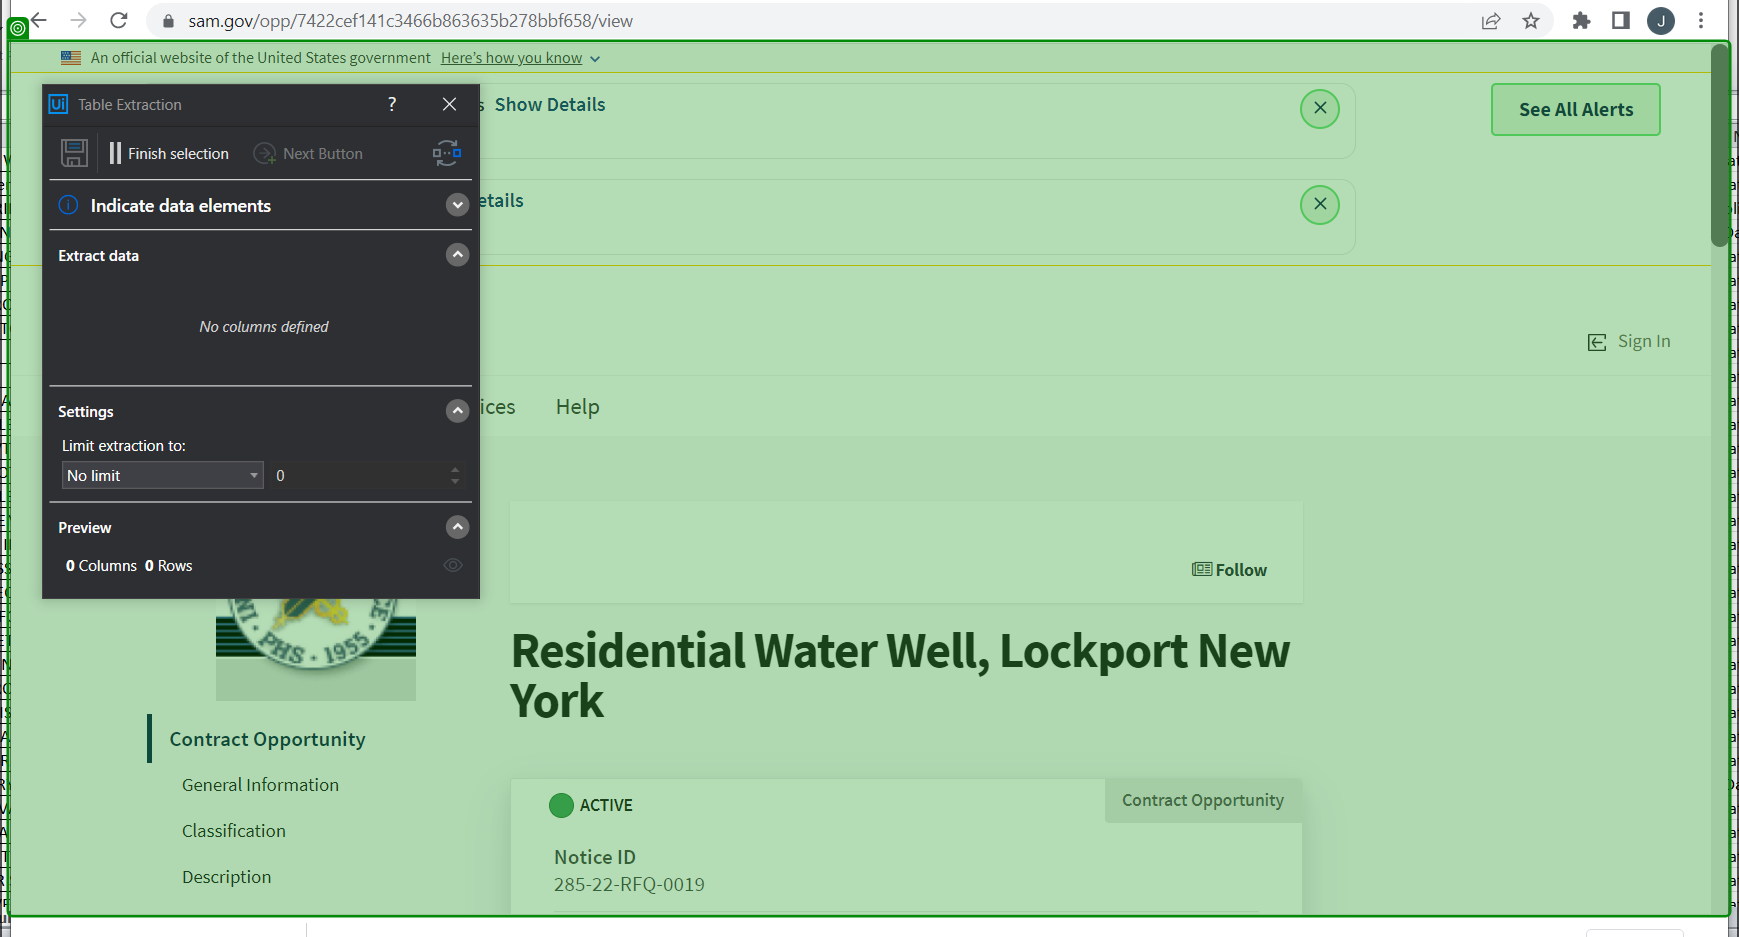 sam.gov/opp/7422cef141c3466b863635b278bbf658/view
J
An official website of the United States government Here's how you know
Ui Table Extraction ? 
s Show Details
See All Alerts
Finish selection Next Button
Indicate data elements
etails
Extract data
No columns defined
Sign In
Settings
ices Help
Limit extraction to:
No limit 0
Preview
0 Columns 0 Rows
Follow
PHS · 1955
Residential Water Well, Lockport New
York
Contract Opportunity
General Information
Classification
Description
ACTIVE
Contract Opportunity
Notice ID
285-22-RFQ-0019